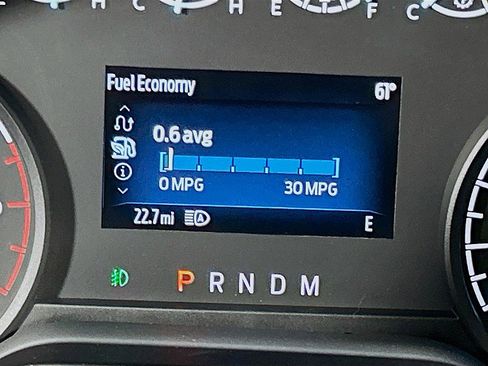 H C H E F C
Fuel Economy 61°
0.6 avg
0 MPG 30 MPG
22.7 mi A E
P R N D M